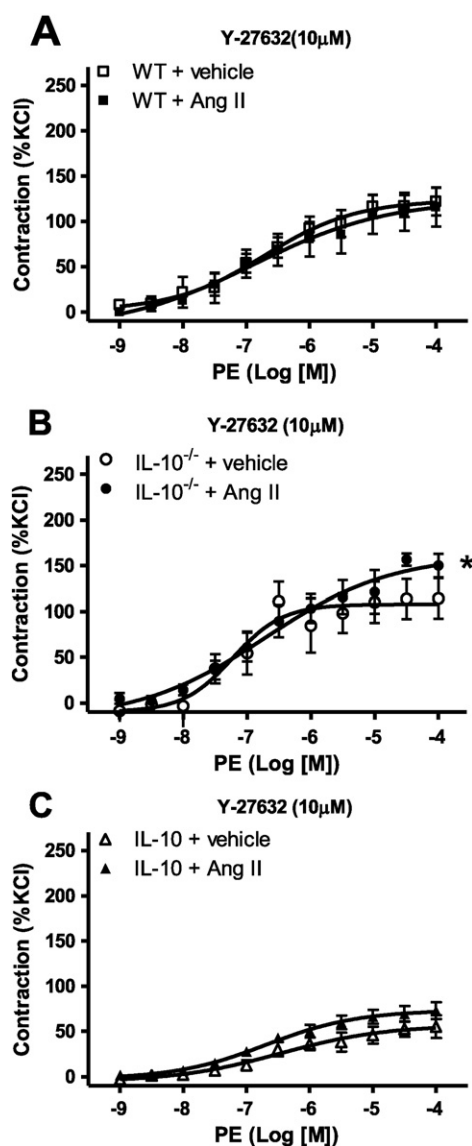 A
Y-27632(10μM)
WT + vehicle
WT + Ang II
Contraction (%KCl)
250
200
150
100
50
0
-9 -8 -7 -6 -5 -4
PE (Log [M])
B
Y-27632 (10μM)
IL-10-/- + vehicle
IL-10-/- + Ang II
Contraction (%KCl)
250
200
150
100
50
0
*
-9 -8 -7 -6 -5 -4
PE (Log [M])
C
Y-27632 (10μM)
IL-10 + vehicle
IL-10 + Ang II
Contraction (%KCl)
250
200
150
100
50
0
-9 -8 -7 -6 -5 -4
PE (Log [M])